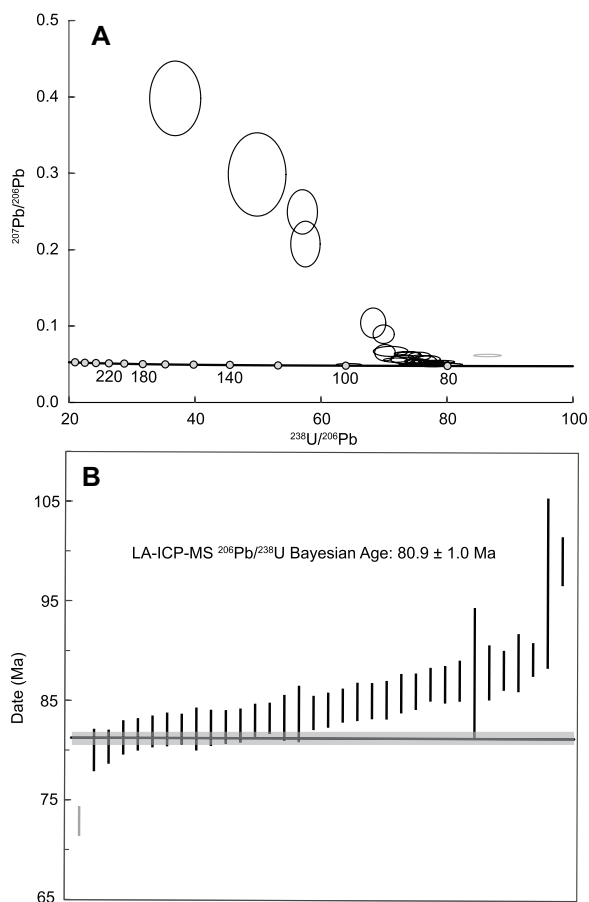 A
0.5
0.4
0.3
0.2
0.1
0.0
²⁰⁷Pb/²⁰⁶Pb
220 180 140 100 80
20 40 60 80 100
²³⁸U/²⁰⁶Pb
B
LA-ICP-MS ²⁰⁶Pb/²³⁸U Bayesian Age: 80.9 ± 1.0 Ma
105
95
85
75
65
Date (Ma)